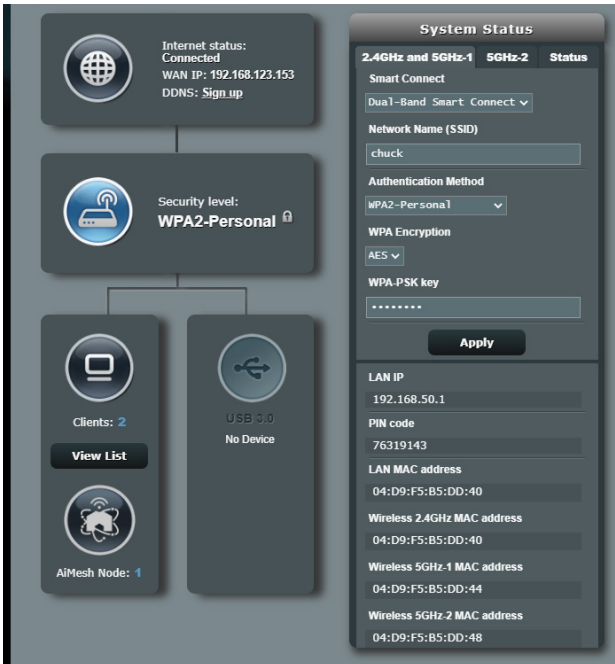 Internet status:
Connected
WAN IP: 192.168.123.153
DDNS: Sign up
Security level:
WPA2-Personal
Clients: 2
View List
AiMesh Node: 1
USB 3.0
No Device
System Status
2.4GHz and 5GHz-1 5GHz-2 Status
Smart Connect
Dual-Band Smart Connect
Network Name (SSID)
chuck
Authentication Method
WPA2-Personal
WPA Encryption
AES
WPA-PSK key
••••••••
Apply
LAN IP
192.168.50.1
PIN code
76319143
LAN MAC address
04:D9:F5:B5:DD:40
Wireless 2.4GHz MAC address
04:D9:F5:B5:DD:40
Wireless 5GHz-1 MAC address
04:D9:F5:B5:DD:44
Wireless 5GHz-2 MAC address
04:D9:F5:B5:DD:48